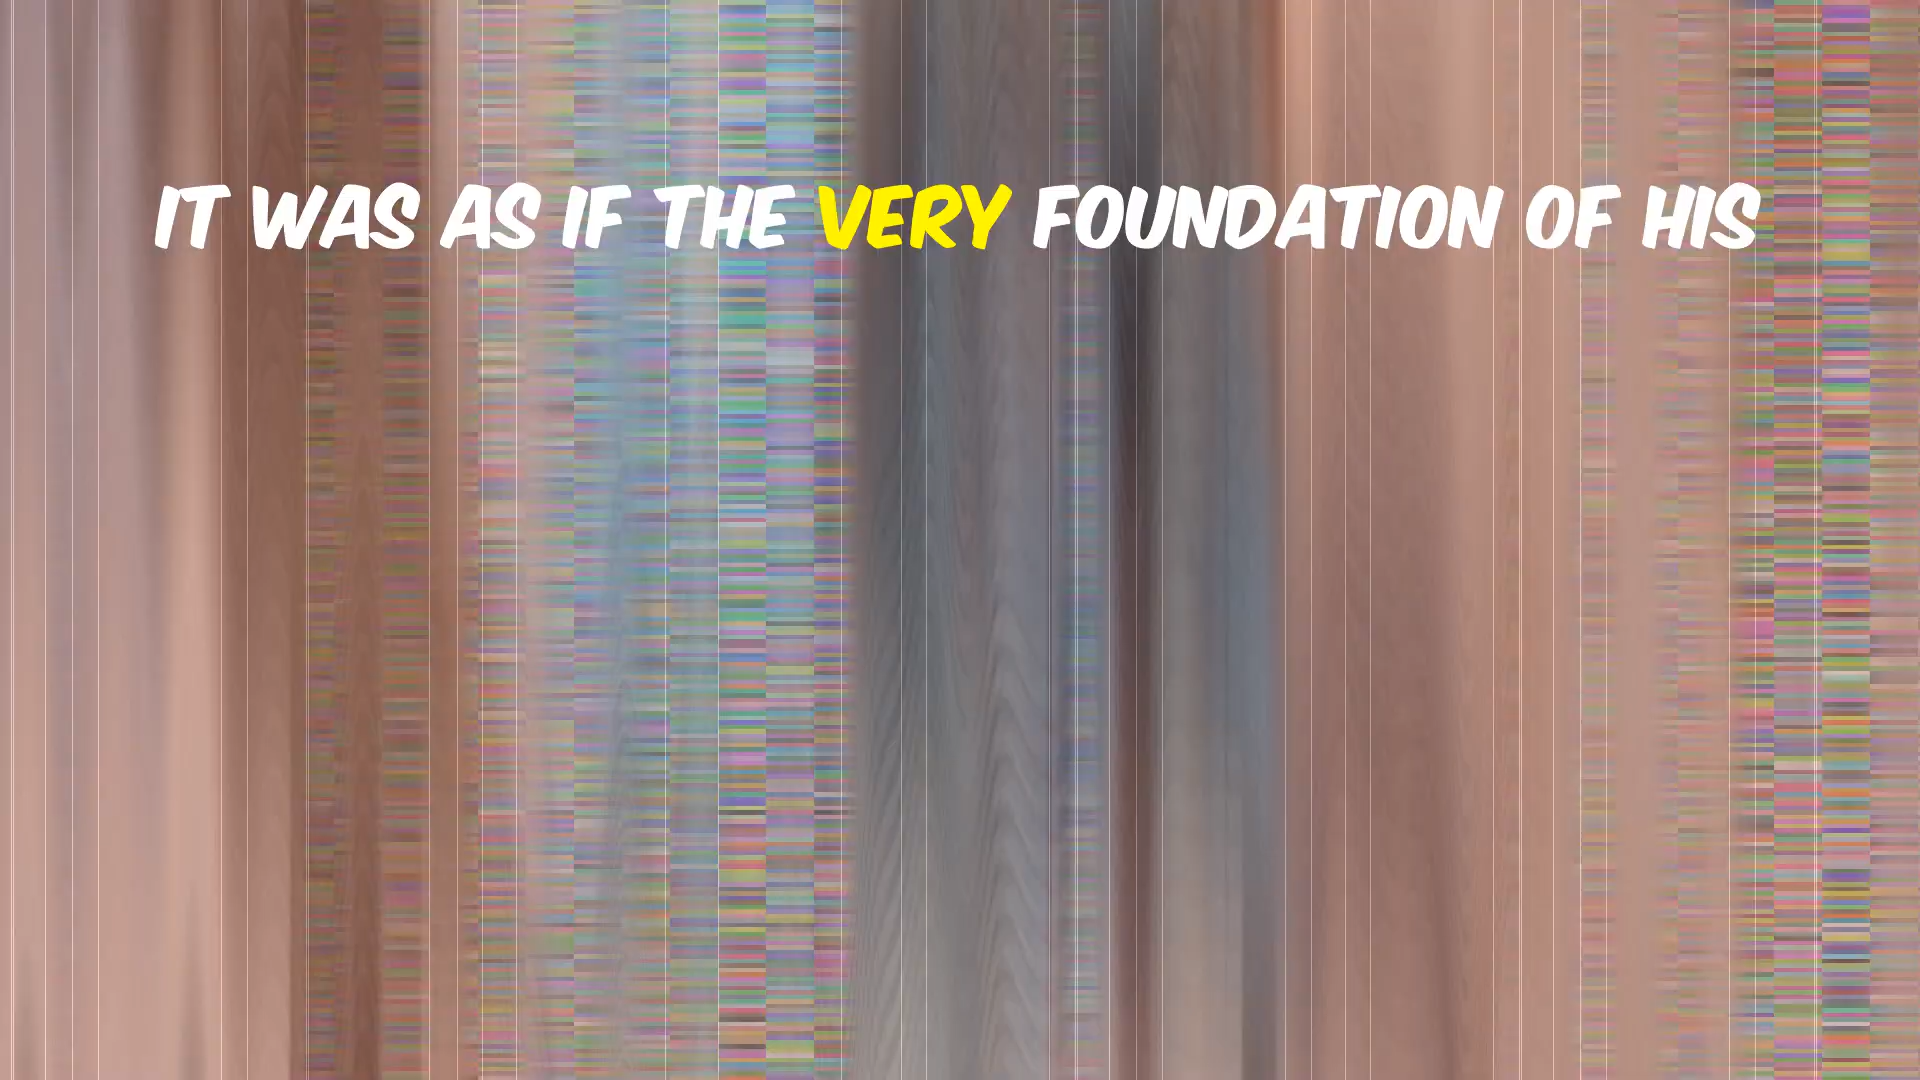 IT WAS AS IF THE VERY FOUNDATION OF HIS